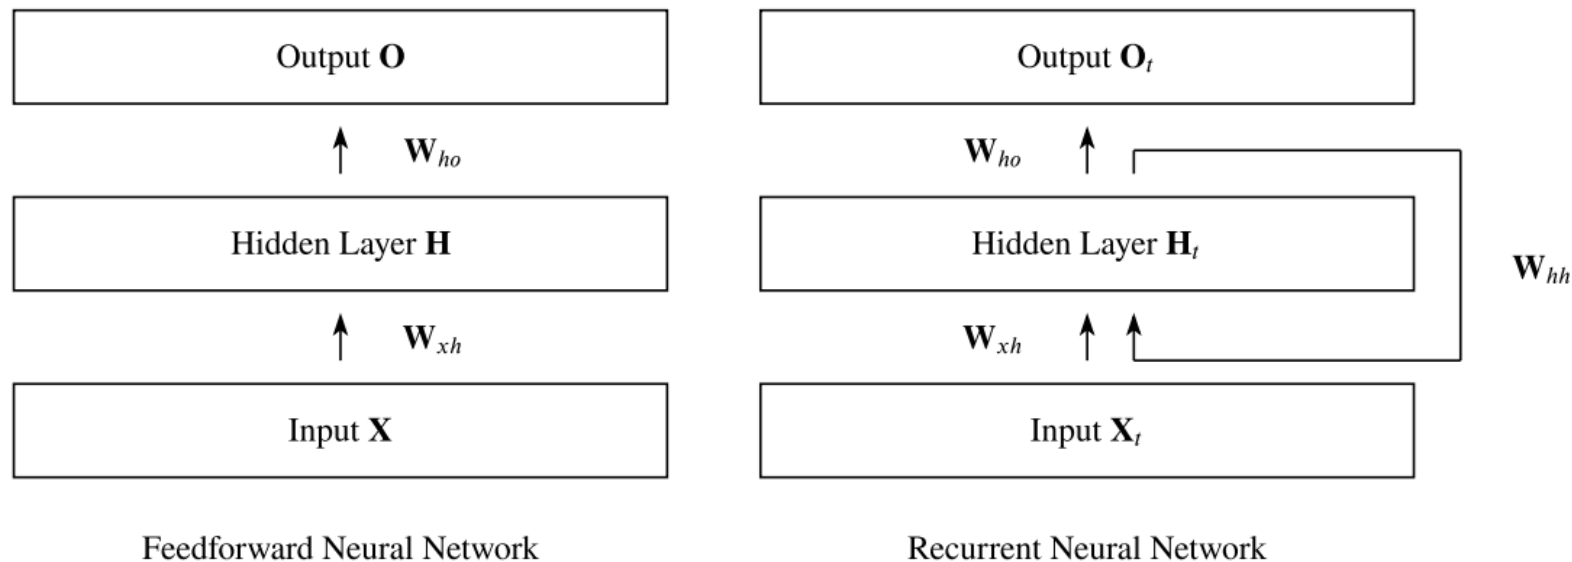 Output O
W_ho
Hidden Layer H
W_xh
Input X
Feedforward Neural Network
Output O_t
W_ho
Hidden Layer H_t
W_hh
W_xh
Input X_t
Recurrent Neural Network